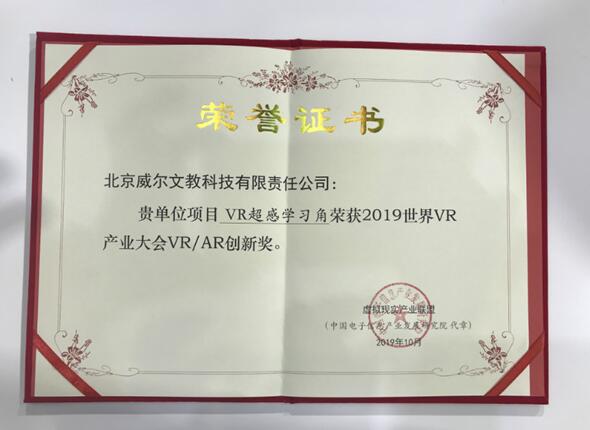 荣誉证书
北京威尔文教科技有限责任公司：
贵单位项目 VR超感学习角荣获2019世界VR
产业大会VR/AR创新奖。
虚拟现实产业联盟
（中国电子信息产业发展研究院 代章）
2019年10月